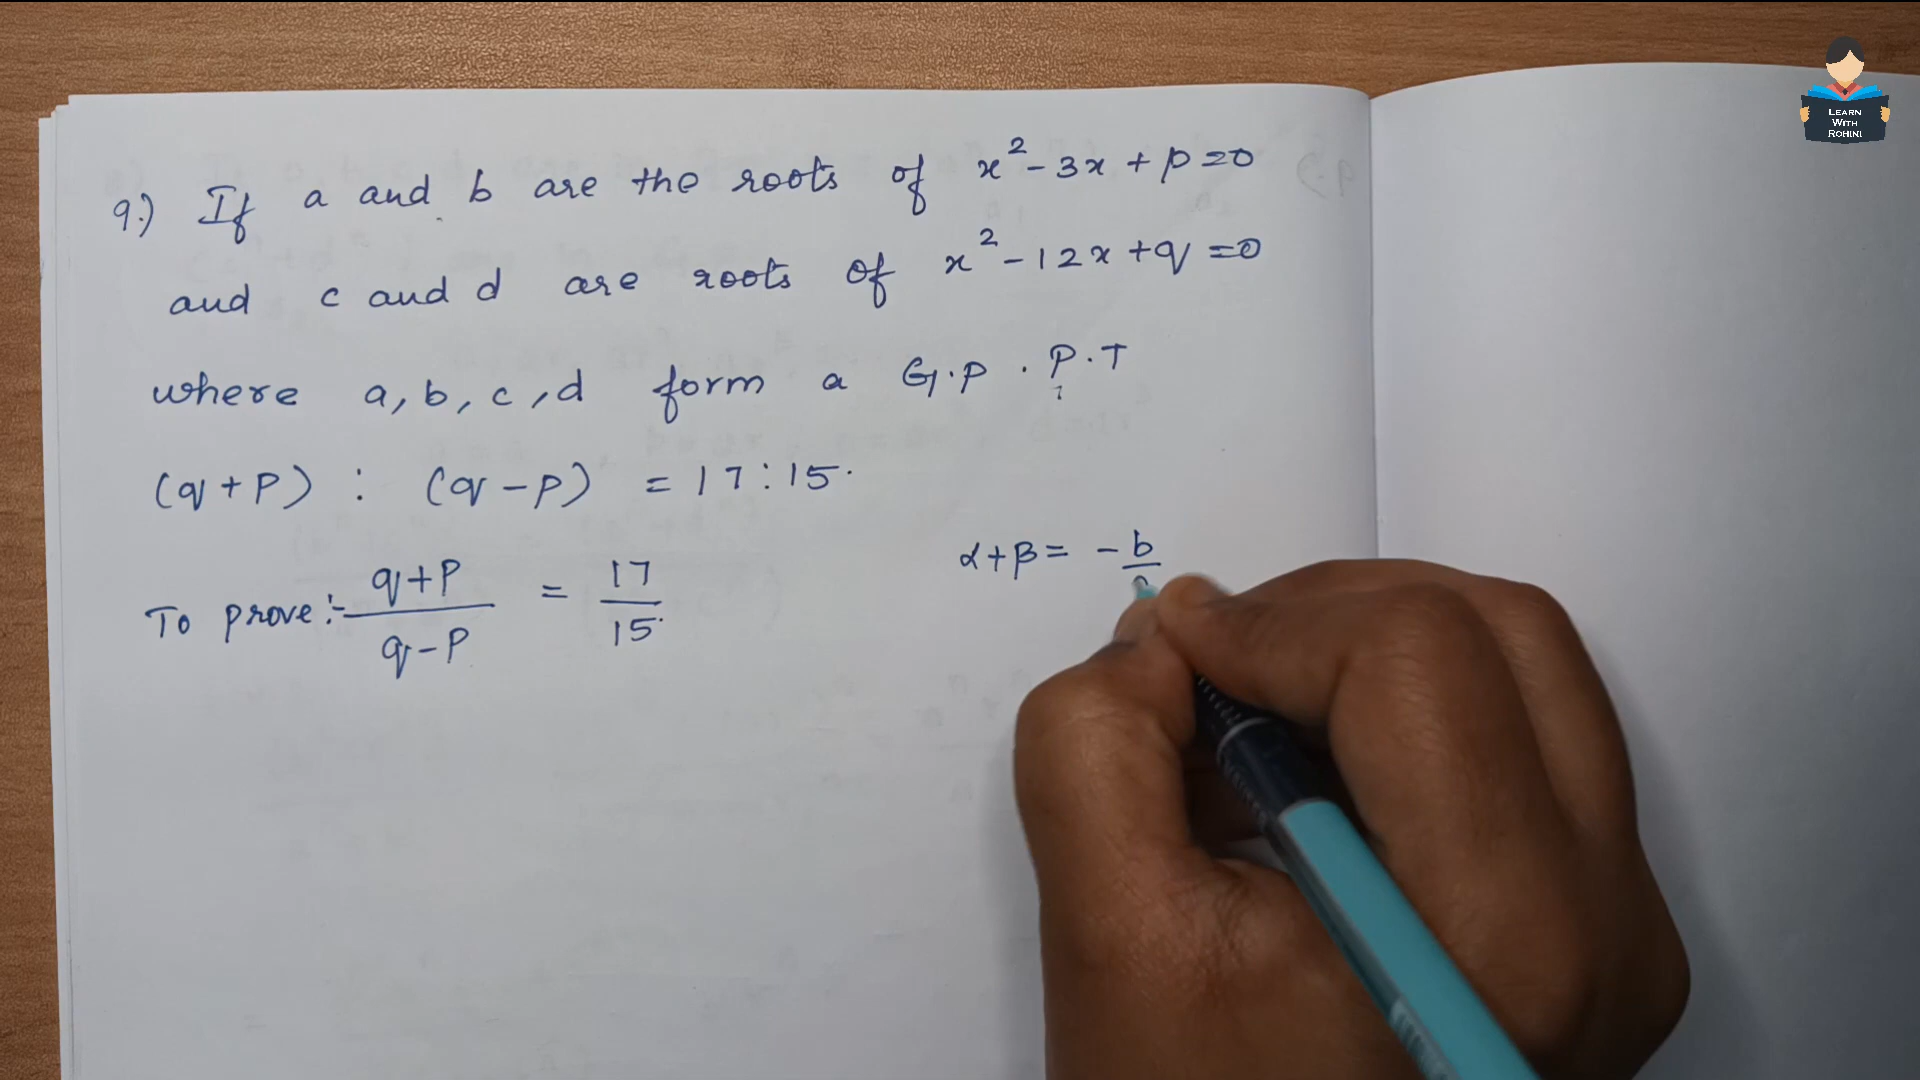 LEARN
WITH
ROHINI
9.) If a and b are the roots of x² - 3x + p = 0
and c and d are roots of x² - 12x + q = 0
where a, b, c, d form a G.P. P.T
(q + p) : (q - p) = 17 : 15.
To prove :- q+p / q-p = 17 / 15.
α + β = - b